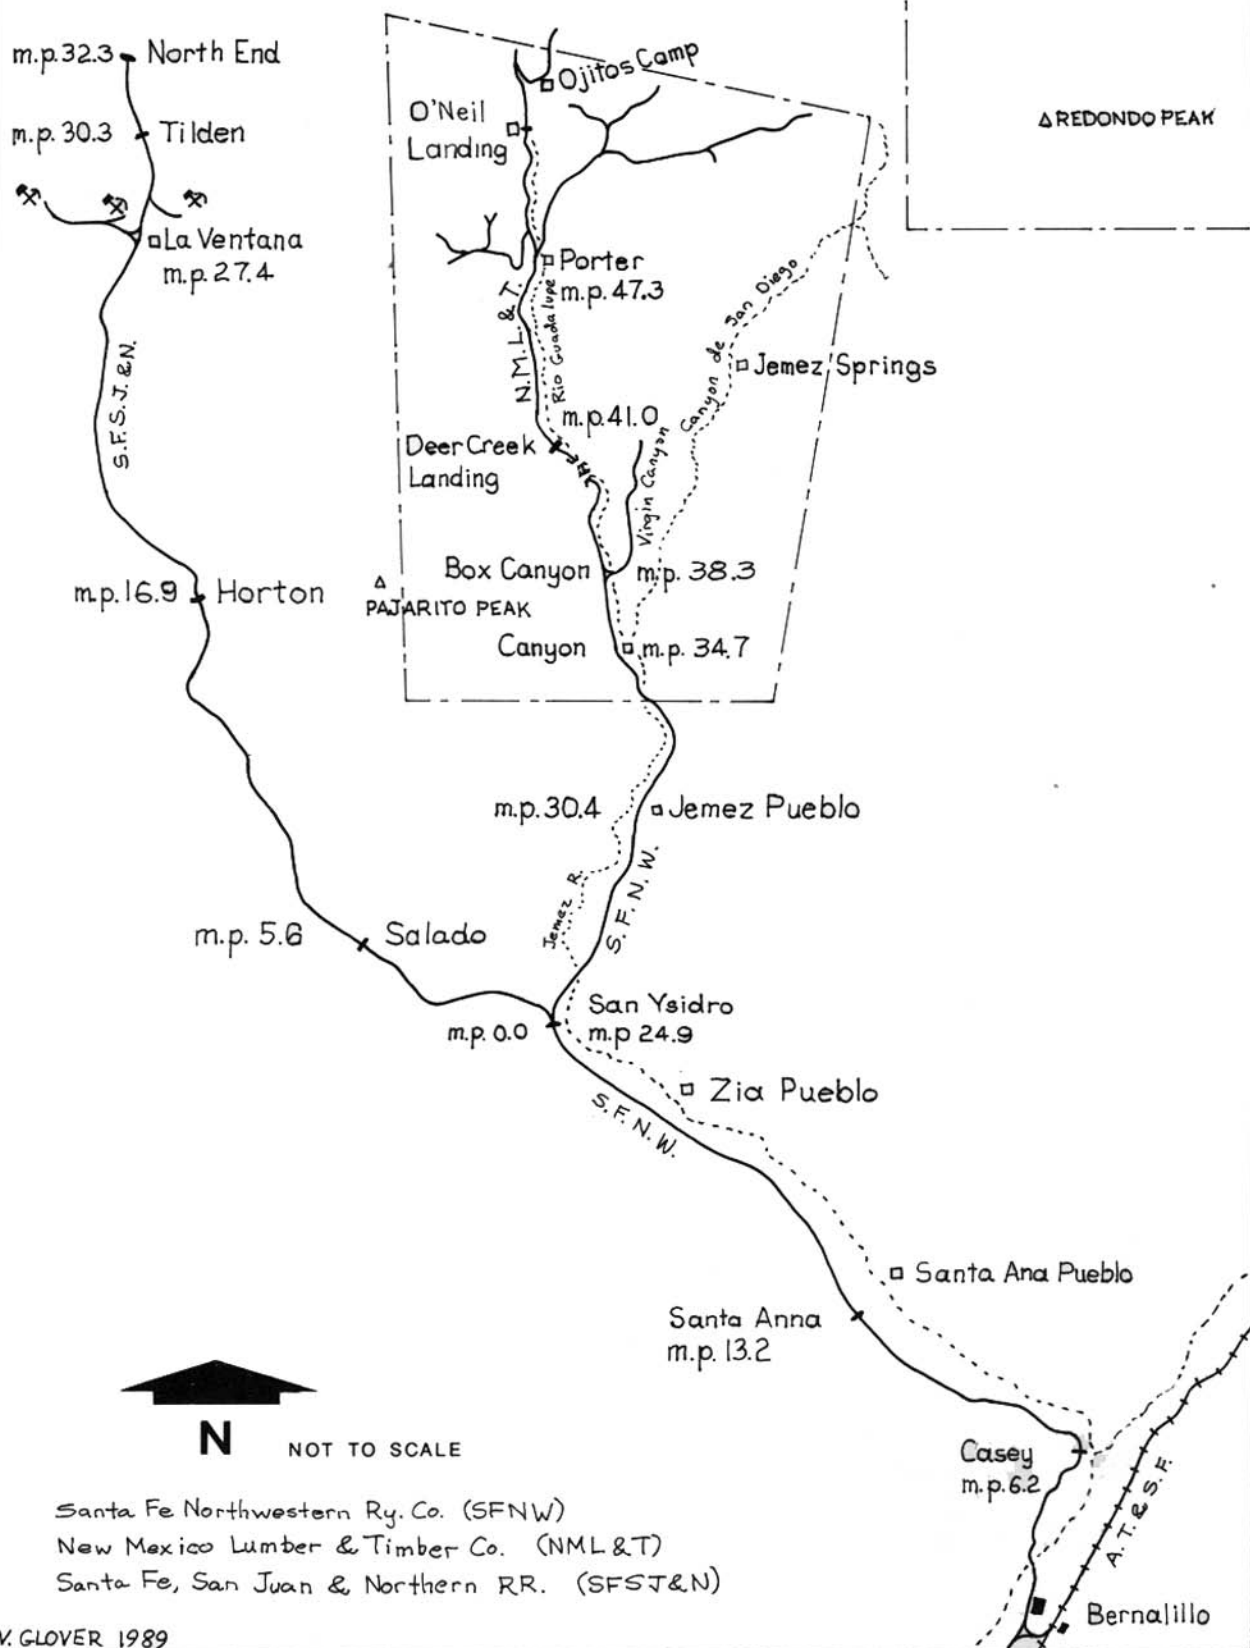 m.p. 32.3 North End
Ojitos Camp
O'Neil
Landing
△ REDONDO PEAK
m.p. 30.3 Tilden
La Ventana
m.p. 27.4
Porter
m.p. 47.3
N.M.L. & T.
Rio Guadalupe
Canyon de San Diego
Jemez Springs
S.F.S.J.&N.
m.p. 41.0
Deer Creek
Landing
Virgin Canyon
Box Canyon m.p. 38.3
m.p. 16.9 Horton
PAJARITO PEAK
Canyon m.p. 34.7
m.p. 30.4 Jemez Pueblo
S.F.N.W.
Jemez R.
m.p. 5.6 Salado
San Ysidro
m.p. 0.0 m.p 24.9
Zia Pueblo
S.F.N.W.
Santa Ana Pueblo
Santa Anna
m.p. 13.2
N NOT TO SCALE
Casey
m.p. 6.2
A.T. & S.F.
Santa Fe Northwestern Ry. Co. (SFNW)
New Mexico Lumber & Timber Co. (NML&T)
Santa Fe, San Juan & Northern RR. (SFSJ&N)
Bernalillo
V. GLOVER 1989